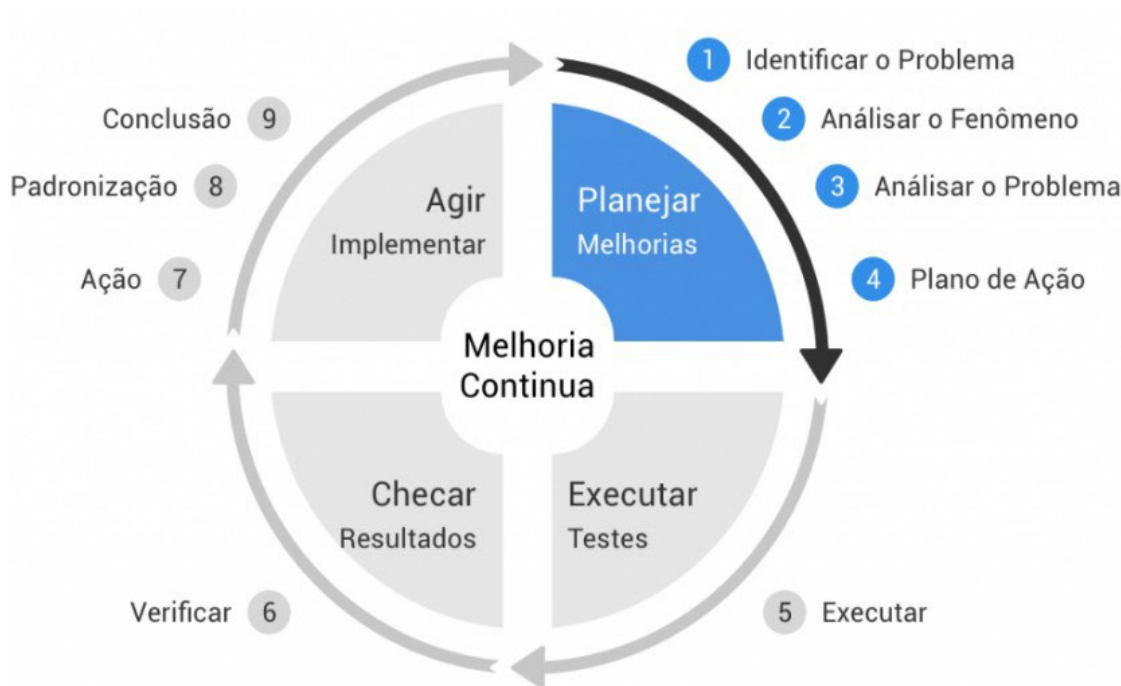 1 Identificar o Problema
2 Análisar o Fenômeno
3 Análisar o Problema
4 Plano de Ação
5 Executar
6 Verificar
7 Ação
8 Padronização
9 Conclusão
Planejar
Melhorias
Executar
Testes
Checar
Resultados
Agir
Implementar
Melhoria
Continua